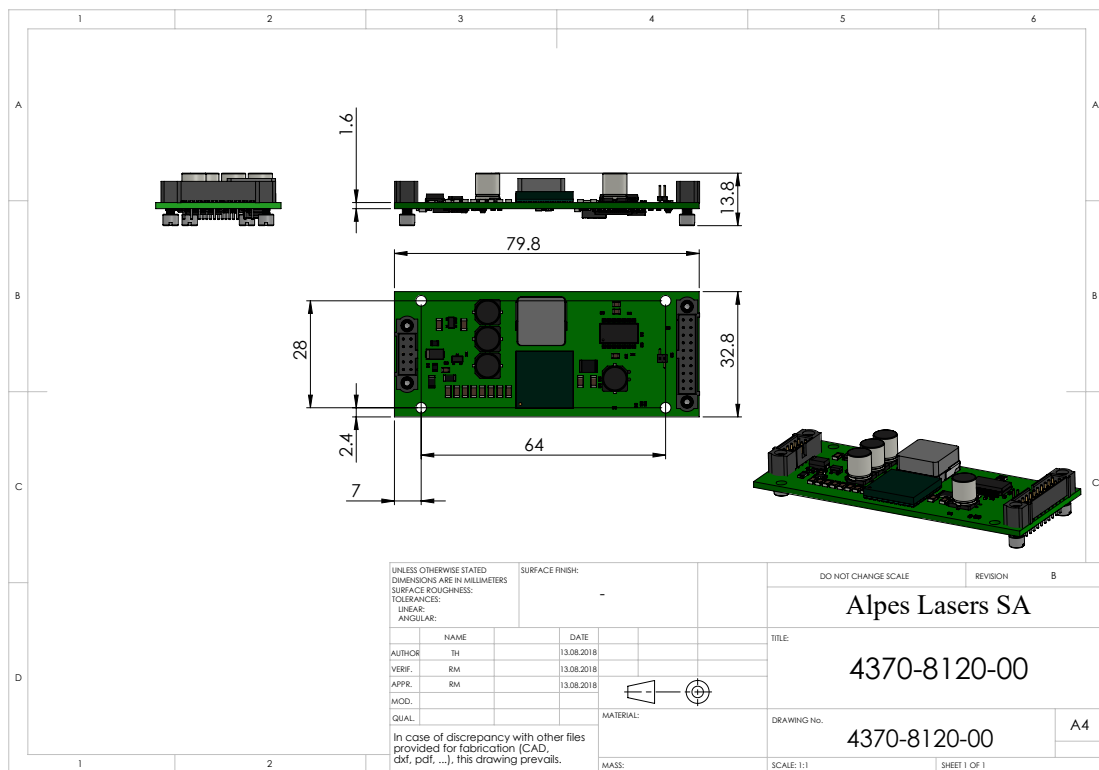 1 2 3 4 5 6
A A
1.6
13.8
79.8
B B
28
32.8
2.4
64
C C
7
UNLESS OTHERWISE STATED
DIMENSIONS ARE IN MILLIMETERS
SURFACE ROUGHNESS:
TOLERANCES:
LINEAR:
ANGULAR:
SURFACE FINISH:
-
DO NOT CHANGE SCALE
REVISION B
Alpes Lasers SA
NAME DATE
AUTHOR TH 13.08.2018
VERIF. RM 13.08.2018
APPR. RM 13.08.2018
MOD.
QUAL.
TITLE:
4370-8120-00
D
MATERIAL:
DRAWING No.
4370-8120-00
A4
In case of discrepancy with other files
provided for fabrication (CAD,
dxf, pdf, ...), this drawing prevails.
MASS:
SCALE: 1:1
SHEET 1 OF 1
1 2